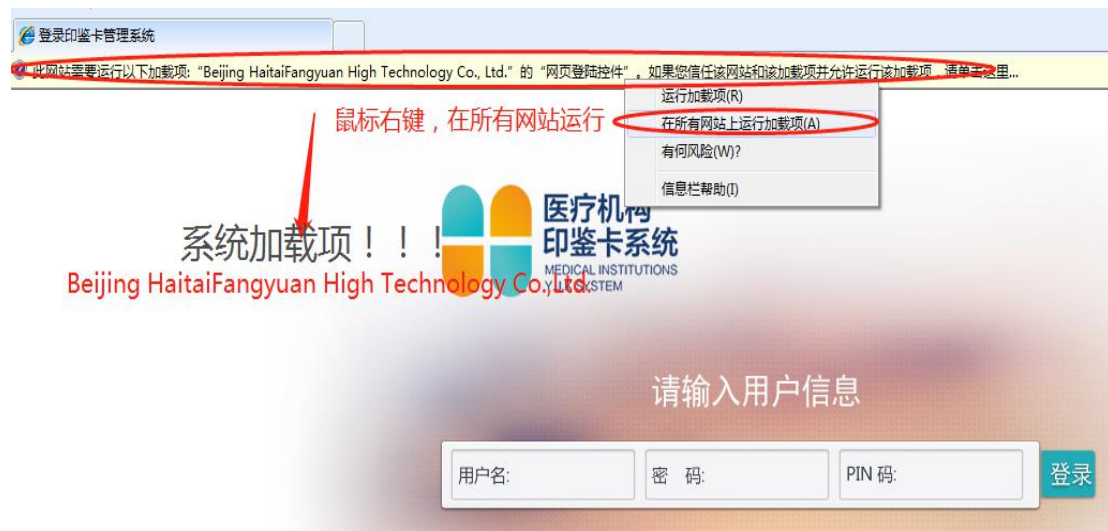 登录印鉴卡管理系统
此网站需要运行以下加载项: “Beijing HaitaiFangyuan High Technology Co., Ltd.” 的 “网页登陆控件” 。如果您信任该网站和该加载项并允许运行该加载项，请单击这里...
运行加载项(R)
鼠标右键，在所有网站运行
在所有网站上运行加载项(A)
有何风险(W)?
信息栏帮助(I)
医疗机构
印鉴卡系统
MEDICAL INSTITUTIONS
SYSTEM
系统加载项！！！
Beijing HaitaiFangyuan High Technology Co.,Ltd.
请输入用户信息
用户名:
密 码:
PIN 码:
登录